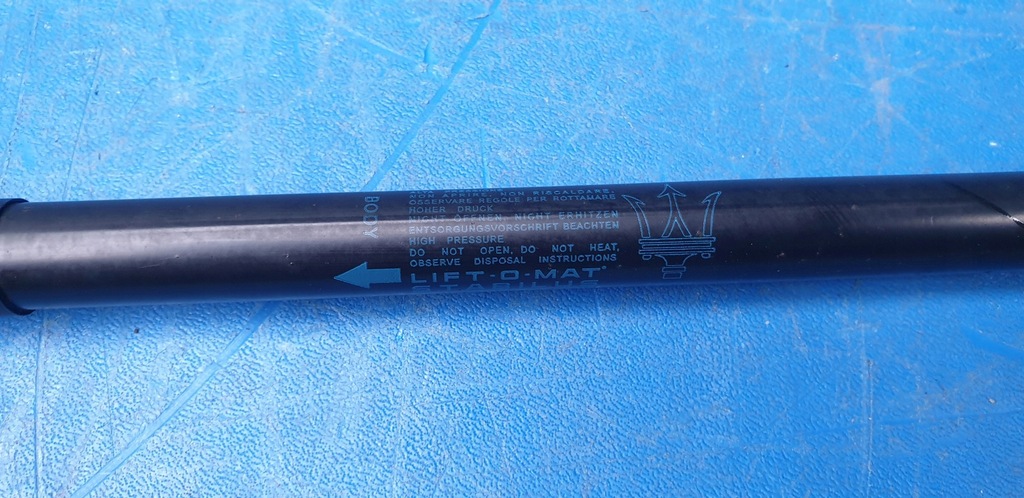 BODY
NON APRIRE, NON RISCALDARE,
OSSERVARE REGOLE PER ROTTAMARE
HOHER DRUCK
NICHT ÖFFNEN, NICHT ERHITZEN
ENTSORGUNGSVORSCHRIFT BEACHTEN
HIGH PRESSURE
DO NOT OPEN, DO NOT HEAT,
OBSERVE DISPOSAL INSTRUCTIONS
LIFT-O-MAT®
STABILUS